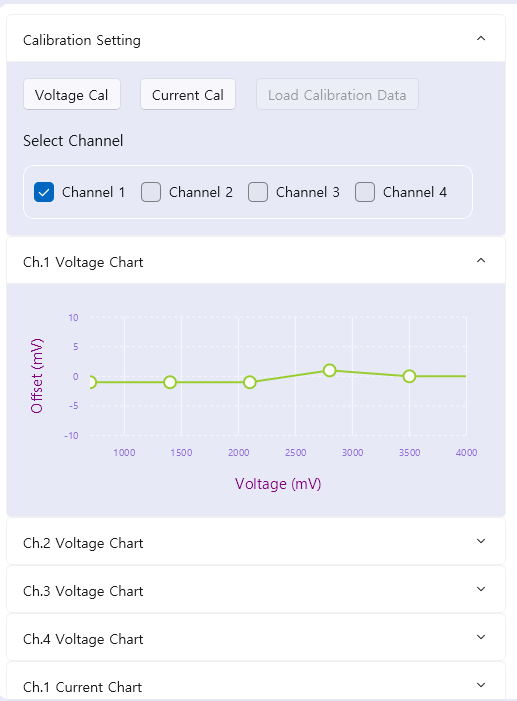 Calibration Setting
Voltage Cal Current Cal Load Calibration Data
Select Channel
Channel 1 Channel 2 Channel 3 Channel 4
Ch.1 Voltage Chart
10
5
0
-5
-10
Offset (mV)
1000 1500 2000 2500 3000 3500 4000
Voltage (mV)
Ch.2 Voltage Chart
Ch.3 Voltage Chart
Ch.4 Voltage Chart
Ch.1 Current Chart